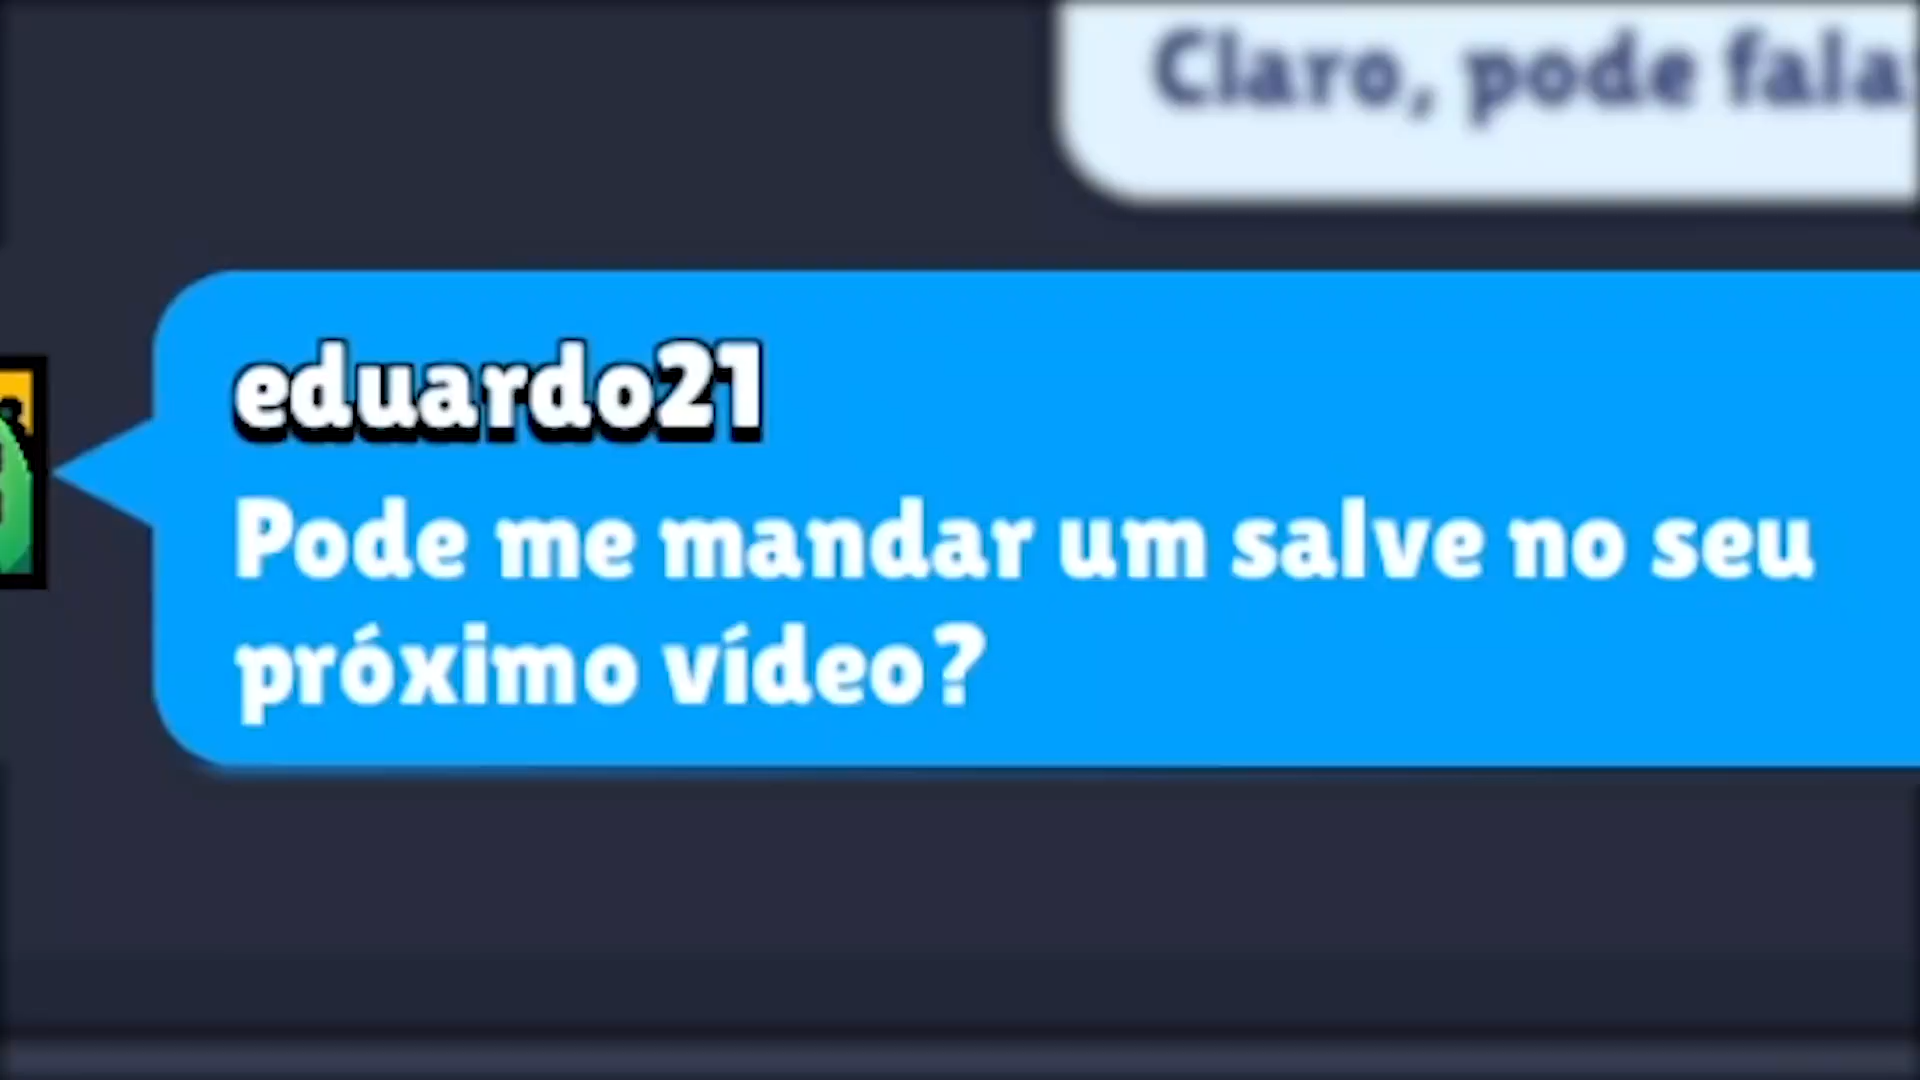 Claro, pode fala
eduardo21
Pode me mandar um salve no seu
próximo vídeo?